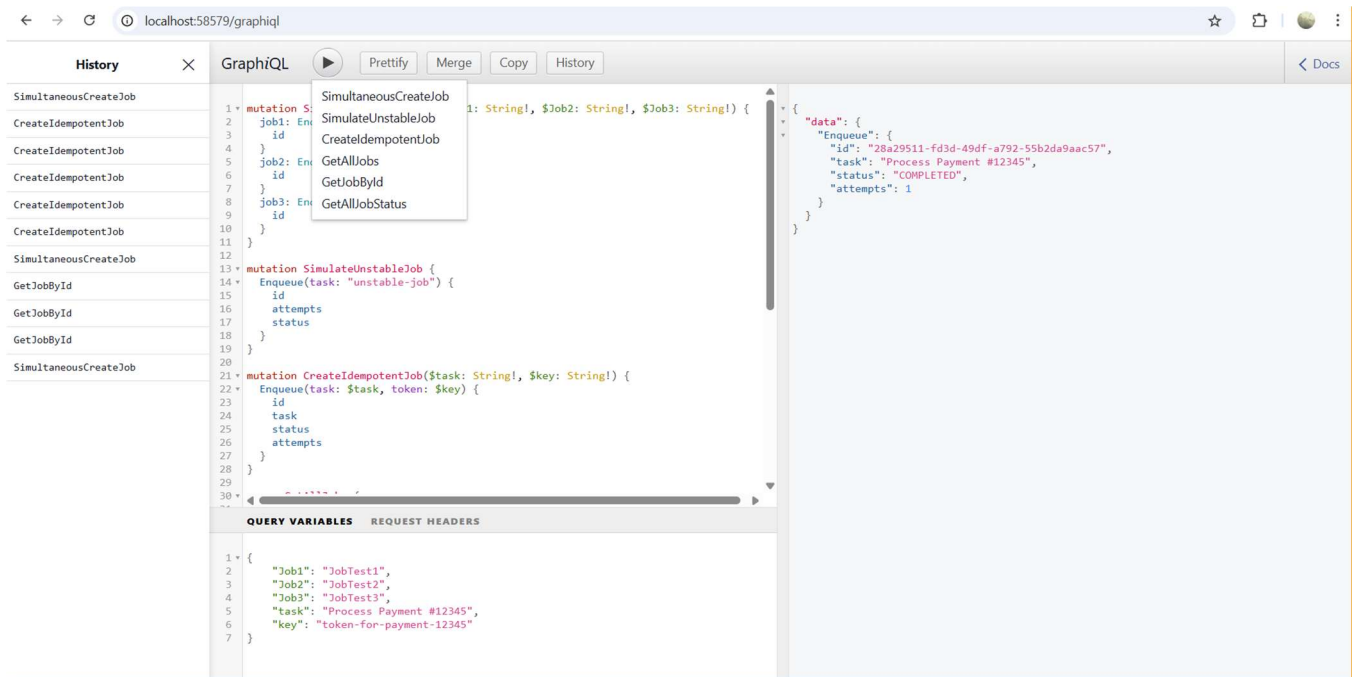 localhost:58579/graphiql
History
SimultaneousCreateJob
CreateIdempotentJob
CreateIdempotentJob
CreateIdempotentJob
CreateIdempotentJob
CreateIdempotentJob
SimultaneousCreateJob
GetJobById
GetJobById
GetJobById
SimultaneousCreateJob
GraphiQL Prettify Merge Copy History Docs
SimultaneousCreateJob
SimulateUnstableJob
CreateIdempotentJob
GetAllJobs
GetJobById
GetAllJobStatus
1 mutation 1: String!, $Job2: String!, $Job3: String!) {
2 job1:
3 id
4 }
5 job2:
6 id
7 }
8 job3:
9 id
10 }
11 }
12
13 mutation SimulateUnstableJob {
14 Enqueue(task: "unstable-job") {
15 id
16 attempts
17 status
18 }
19 }
20
21 mutation CreateIdempotentJob($task: String!, $key: String!) {
22 Enqueue(task: $task, token: $key) {
23 id
24 task
25 status
26 attempts
27 }
28 }
29
30
QUERY VARIABLES REQUEST HEADERS
1 {
2 "Job1": "JobTest1",
3 "Job2": "JobTest2",
4 "Job3": "JobTest3",
5 "task": "Process Payment #12345",
6 "key": "token-for-payment-12345"
7 }
{
"data": {
"Enqueue": {
"id": "28a29511-fd3d-49df-a792-55b2da9aac57",
"task": "Process Payment #12345",
"status": "COMPLETED",
"attempts": 1
}
}
}